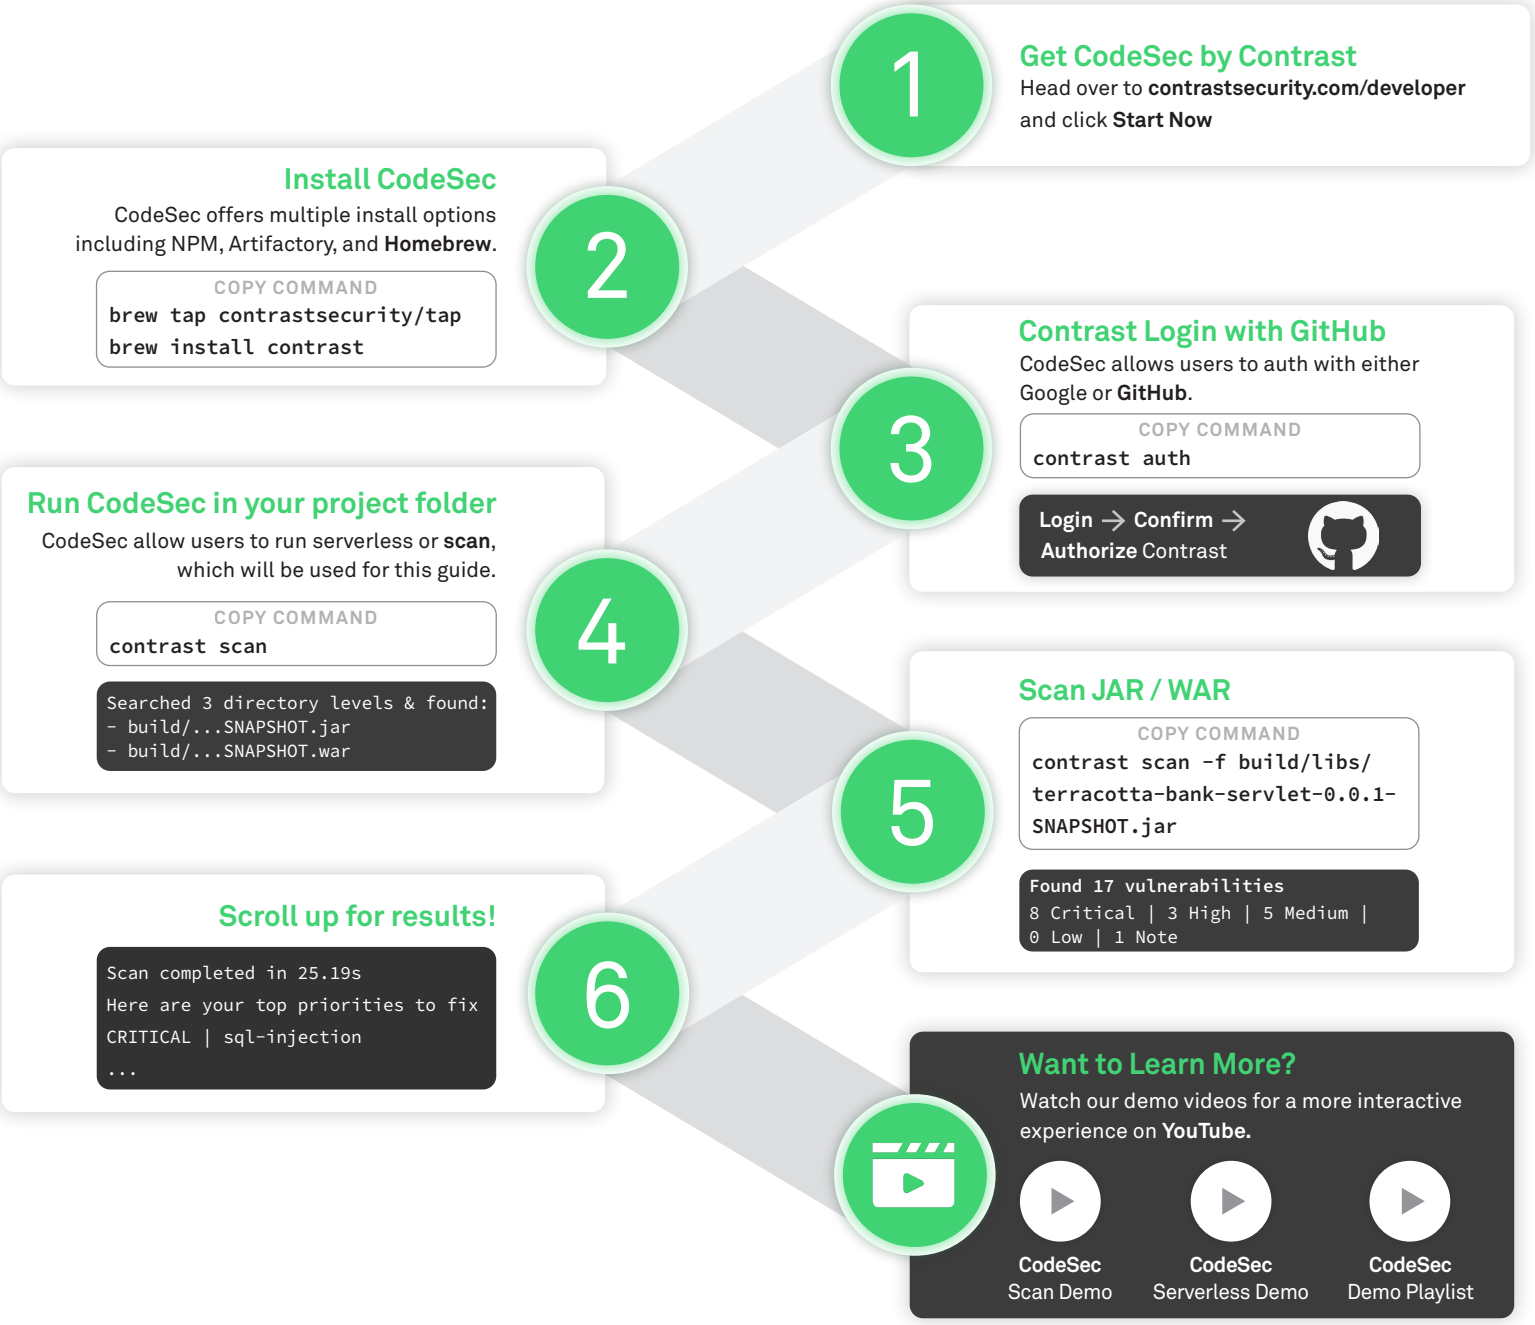 1
Get CodeSec by Contrast
Head over to contrastsecurity.com/developer
and click Start Now
2
Install CodeSec
CodeSec offers multiple install options
including NPM, Artifactory, and Homebrew.
COPY COMMAND
brew tap contrastsecurity/tap
brew install contrast
3
Contrast Login with GitHub
CodeSec allows users to auth with either
Google or GitHub.
COPY COMMAND
contrast auth
Login → Confirm →
Authorize Contrast
4
Run CodeSec in your project folder
CodeSec allow users to run serverless or scan,
which will be used for this guide.
COPY COMMAND
contrast scan
Searched 3 directory levels & found:
- build/...SNAPSHOT.jar
- build/...SNAPSHOT.war
5
Scan JAR / WAR
COPY COMMAND
contrast scan -f build/libs/
terracotta-bank-servlet-0.0.1-
SNAPSHOT.jar
Found 17 vulnerabilities
8 Critical | 3 High | 5 Medium |
0 Low | 1 Note
6
Scroll up for results!
Scan completed in 25.19s
Here are your top priorities to fix
CRITICAL | sql-injection
...
Want to Learn More?
Watch our demo videos for a more interactive
experience on YouTube.
CodeSec
Scan Demo
CodeSec
Serverless Demo
CodeSec
Demo Playlist